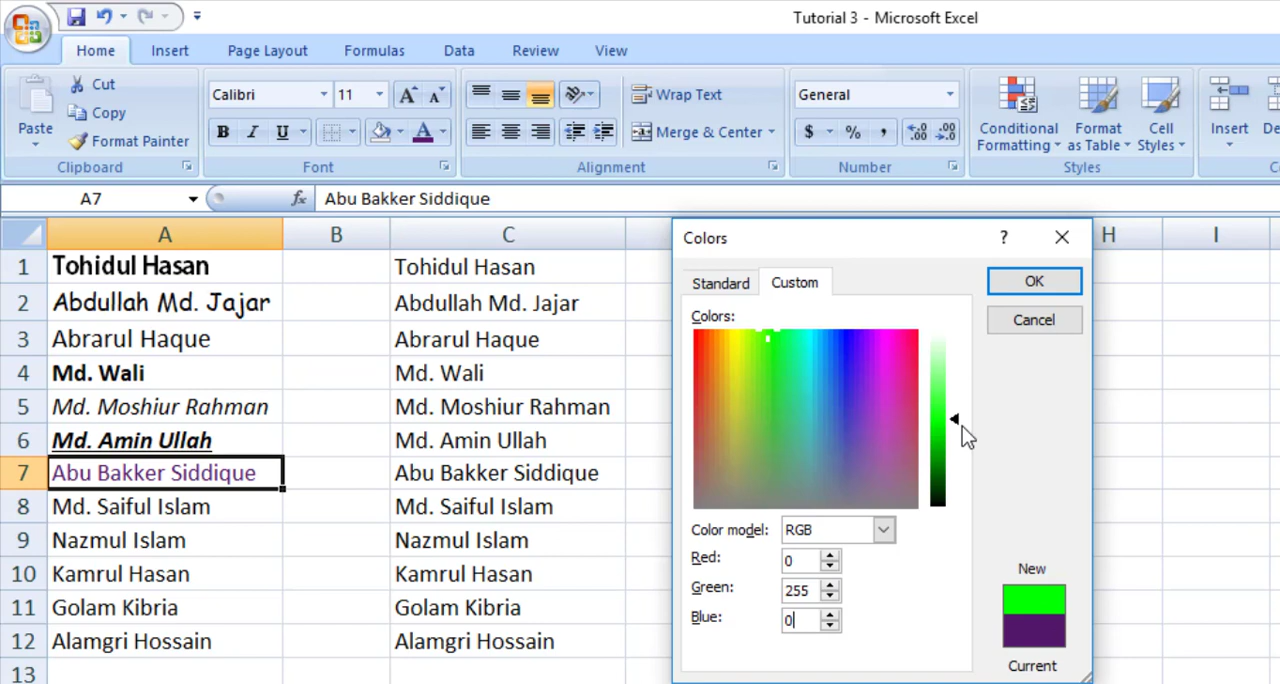 Tutorial 3 - Microsoft Excel
Home Insert Page Layout Formulas Data Review View
Paste
Cut
Copy
Format Painter
Clipboard
Calibri 11
B I U
Font
Wrap Text
Merge & Center
Alignment
General
$ % ,
Number
Conditional Formatting
Format as Table
Cell Styles
Styles
Insert
A7 fx Abu Bakker Siddique
A B C H I
1 Tohidul Hasan Tohidul Hasan
2 Abdullah Md. Jajar Abdullah Md. Jajar
3 Abrarul Haque Abrarul Haque
4 Md. Wali Md. Wali
5 Md. Moshiur Rahman Md. Moshiur Rahman
6 Md. Amin Ullah Md. Amin Ullah
7 Abu Bakker Siddique Abu Bakker Siddique
8 Md. Saiful Islam Md. Saiful Islam
9 Nazmul Islam Nazmul Islam
10 Kamrul Hasan Kamrul Hasan
11 Golam Kibria Golam Kibria
12 Alamgri Hossain Alamgri Hossain
13
Colors ?
Standard Custom
OK
Cancel
Colors:
Color model: RGB
Red: 0
Green: 255
Blue: 0
New
Current